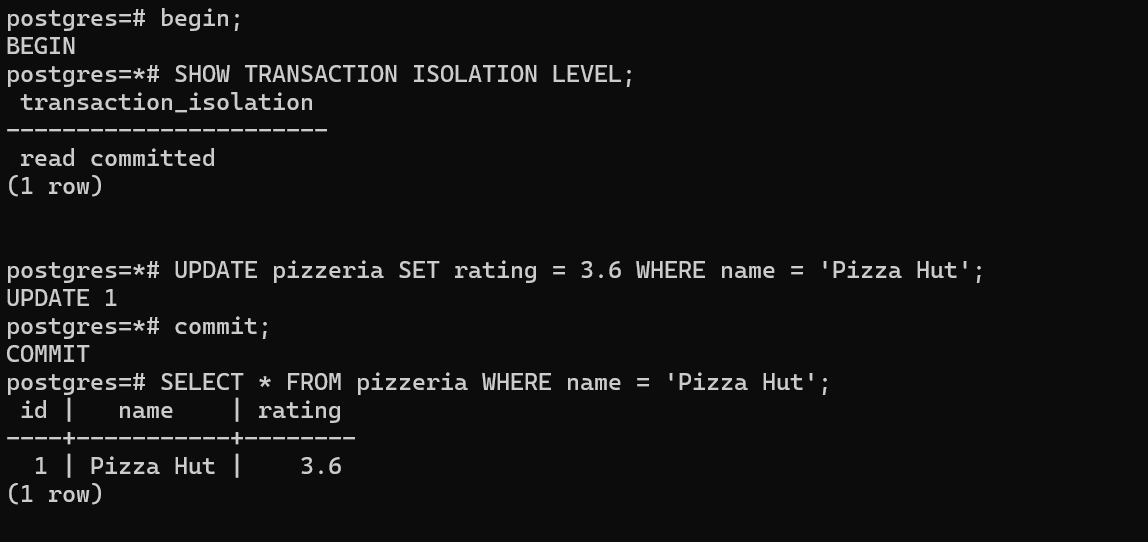 postgres=# begin;
BEGIN
postgres=*# SHOW TRANSACTION ISOLATION LEVEL;
 transaction_isolation
-----------------------
 read committed
(1 row)
postgres=*# UPDATE pizzeria SET rating = 3.6 WHERE name = 'Pizza Hut';
UPDATE 1
postgres=*# commit;
COMMIT
postgres=# SELECT * FROM pizzeria WHERE name = 'Pizza Hut';
 id |   name    | rating
----+-----------+--------
  1 | Pizza Hut |    3.6
(1 row)